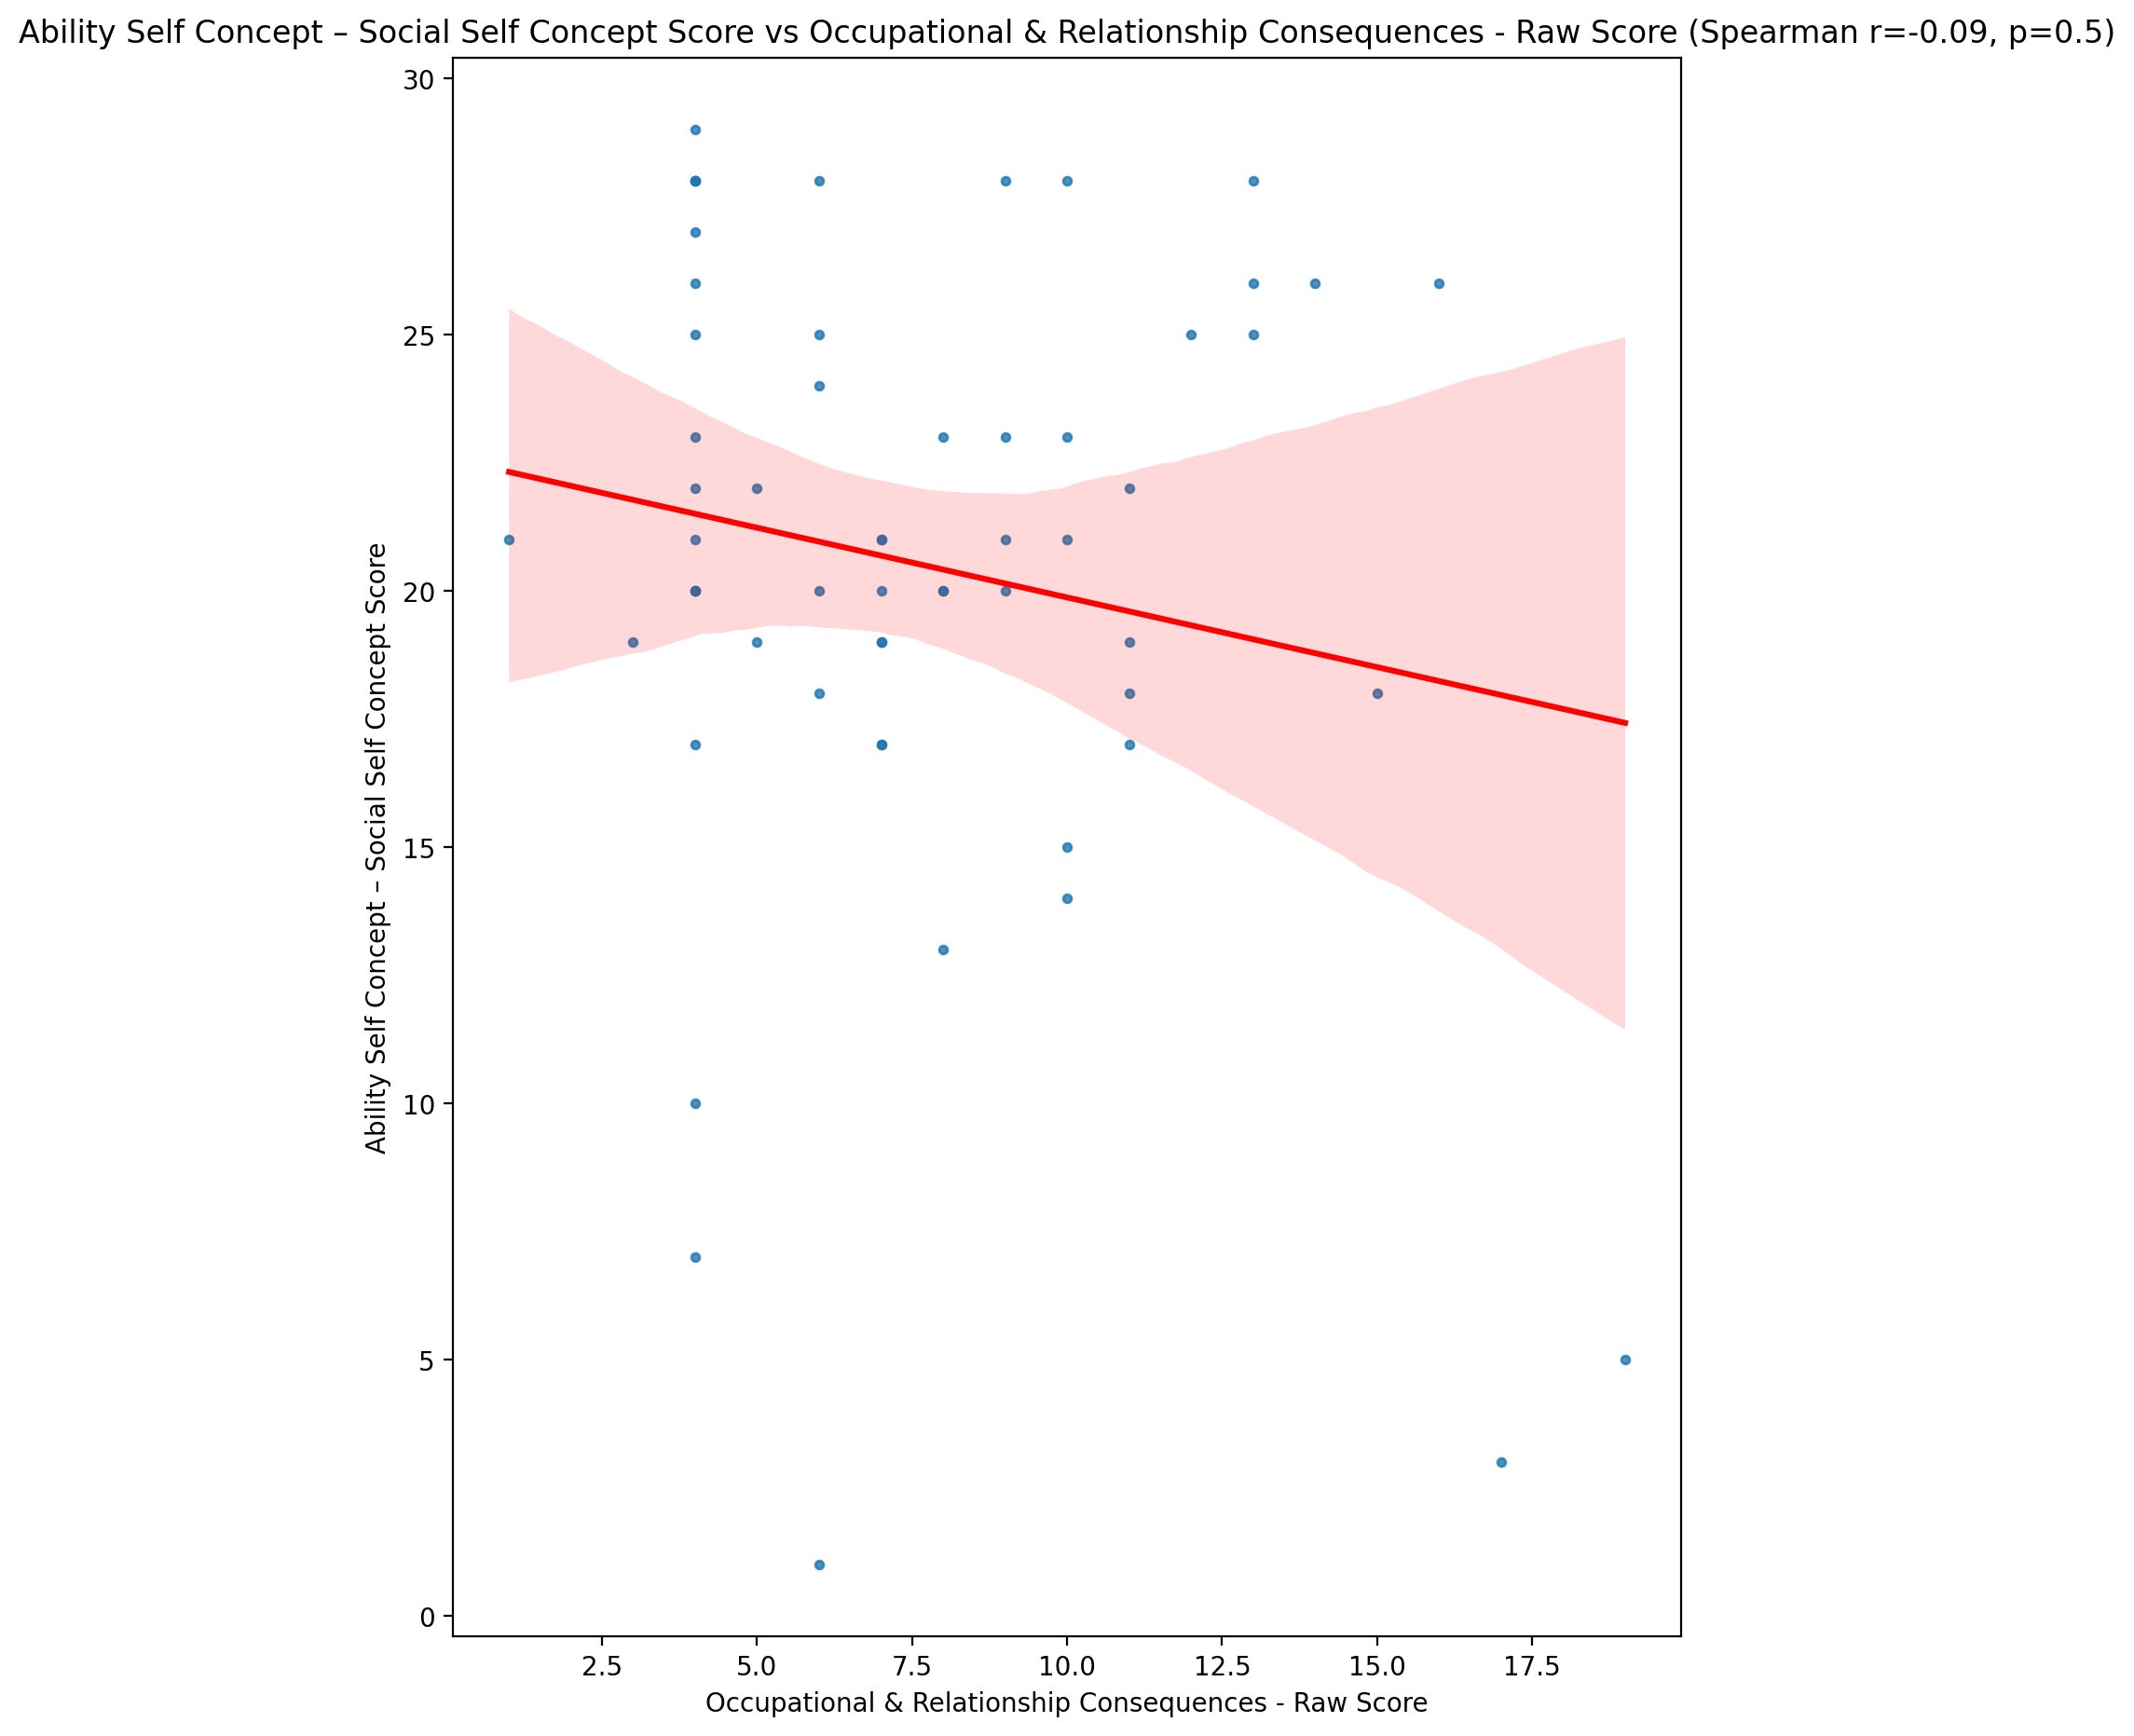 Ability Self Concept – Social Self Concept Score vs Occupational & Relationship Consequences - Raw Score (Spearman r=-0.09, p=0.5)
30
25
20
15
10
5
0
Ability Self Concept – Social Self Concept Score
2.5 5.0 7.5 10.0 12.5 15.0 17.5
Occupational & Relationship Consequences - Raw Score